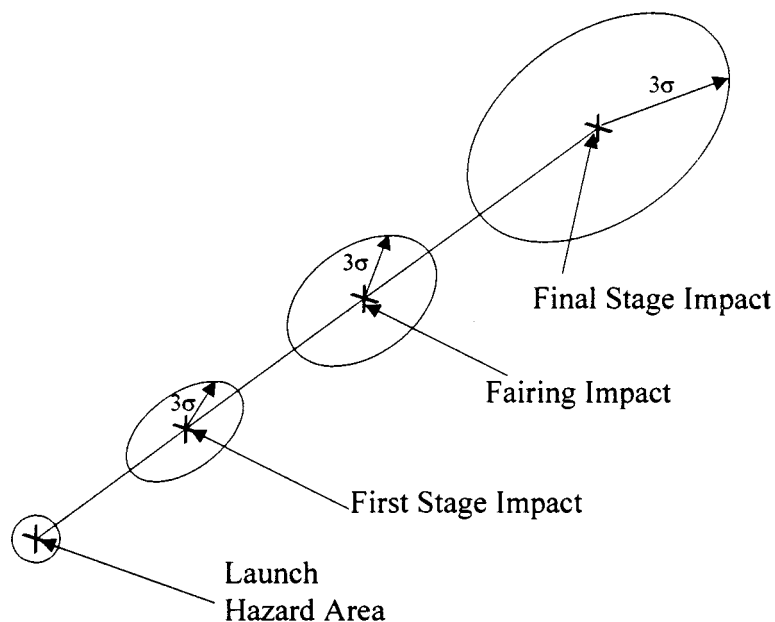 3σ
3σ
Final Stage Impact
3σ
Fairing Impact
First Stage Impact
Launch
Hazard Area